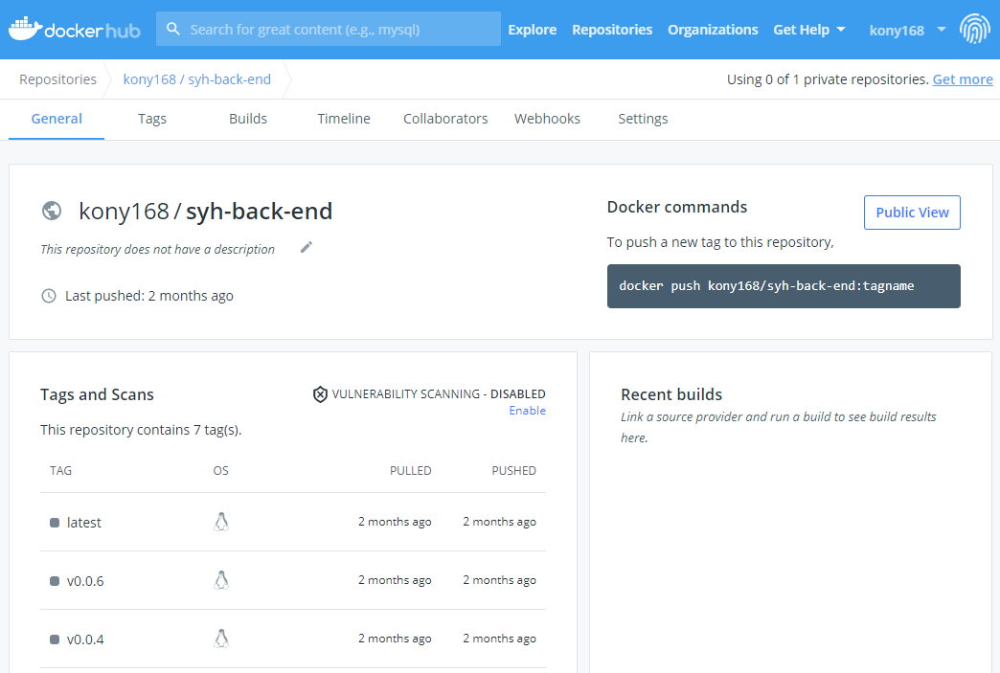 dockerhub
Search for great content (e.g., mysql)
Explore
Repositories
Organizations
Get Help
kony168
Repositories
kony168 / syh-back-end
Using 0 of 1 private repositories. Get more
General
Tags
Builds
Timeline
Collaborators
Webhooks
Settings
kony168 / syh-back-end
This repository does not have a description
Last pushed: 2 months ago
Docker commands
Public View
To push a new tag to this repository,
docker push kony168/syh-back-end:tagname
Tags and Scans
VULNERABILITY SCANNING - DISABLED
Enable
This repository contains 7 tag(s).
TAG OS PULLED PUSHED
latest 2 months ago 2 months ago
v0.0.6 2 months ago 2 months ago
v0.0.4 2 months ago 2 months ago
Recent builds
Link a source provider and run a build to see build results
here.